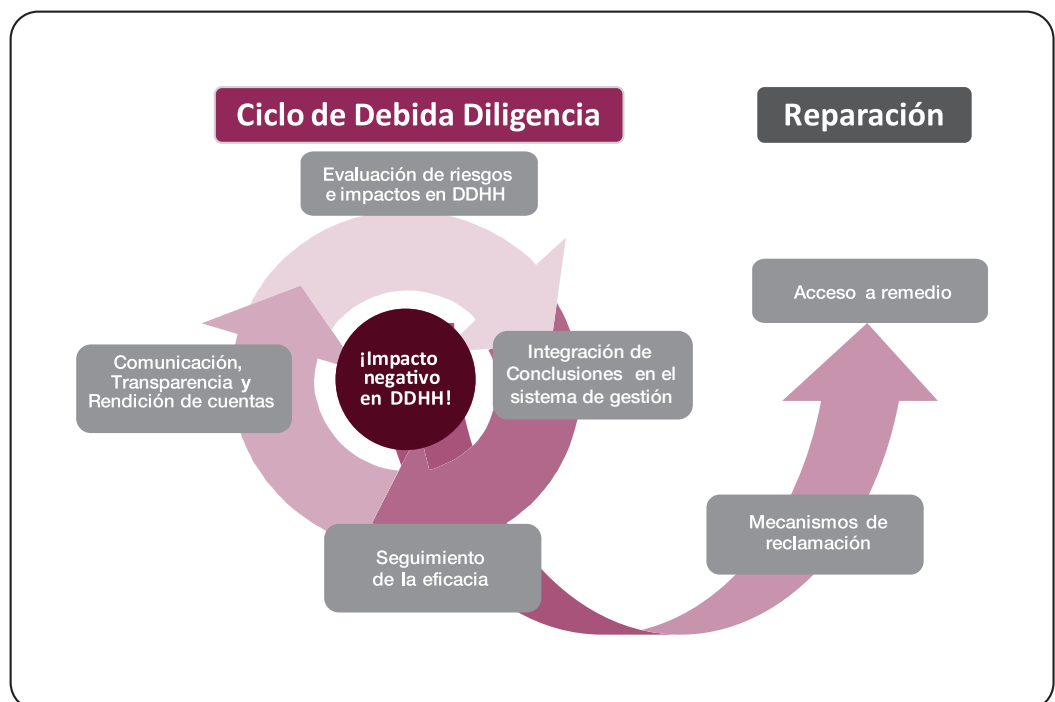 Ciclo de Debida Diligencia
Reparación
Evaluación de riesgos
e impactos en DDHH
Acceso a remedio
Comunicación,
Transparencia y
Rendición de cuentas
¡Impacto
negativo
en DDHH!
Integración de
Conclusiones en el
sistema de gestión
Mecanismos de
reclamación
Seguimiento
de la eficacia